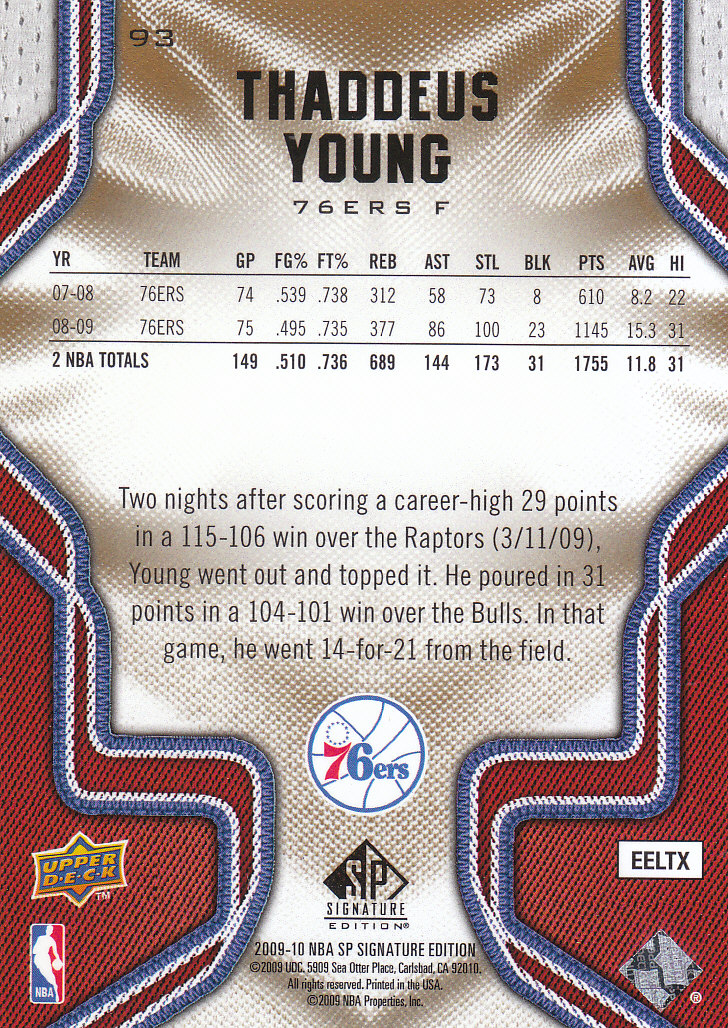 93
THADDEUS
YOUNG
76ERS F
YR TEAM GP FG% FT% REB AST STL BLK PTS AVG HI
07-08 76ERS 74 .539 .738 312 58 73 8 610 8.2 22
08-09 76ERS 75 .495 .735 377 86 100 23 1145 15.3 31
2 NBA TOTALS 149 .510 .736 689 144 173 31 1755 11.8 31
Two nights after scoring a career-high 29 points
in a 115-106 win over the Raptors (3/11/09),
Young went out and topped it. He poured in 31
points in a 104-101 win over the Bulls. In that
game, he went 14-for-21 from the field.
76ers
UPPER
D·E·C·K
TM
EELTX
SP
SIGNATURE
EDITION®
NBA
2009-10 NBA SP SIGNATURE EDITION
©2009 UDC. 5909 Sea Otter Place, Carlsbad, CA 92010.
All rights reserved. Printed in the USA.
©2009 NBA Properties, Inc.
®